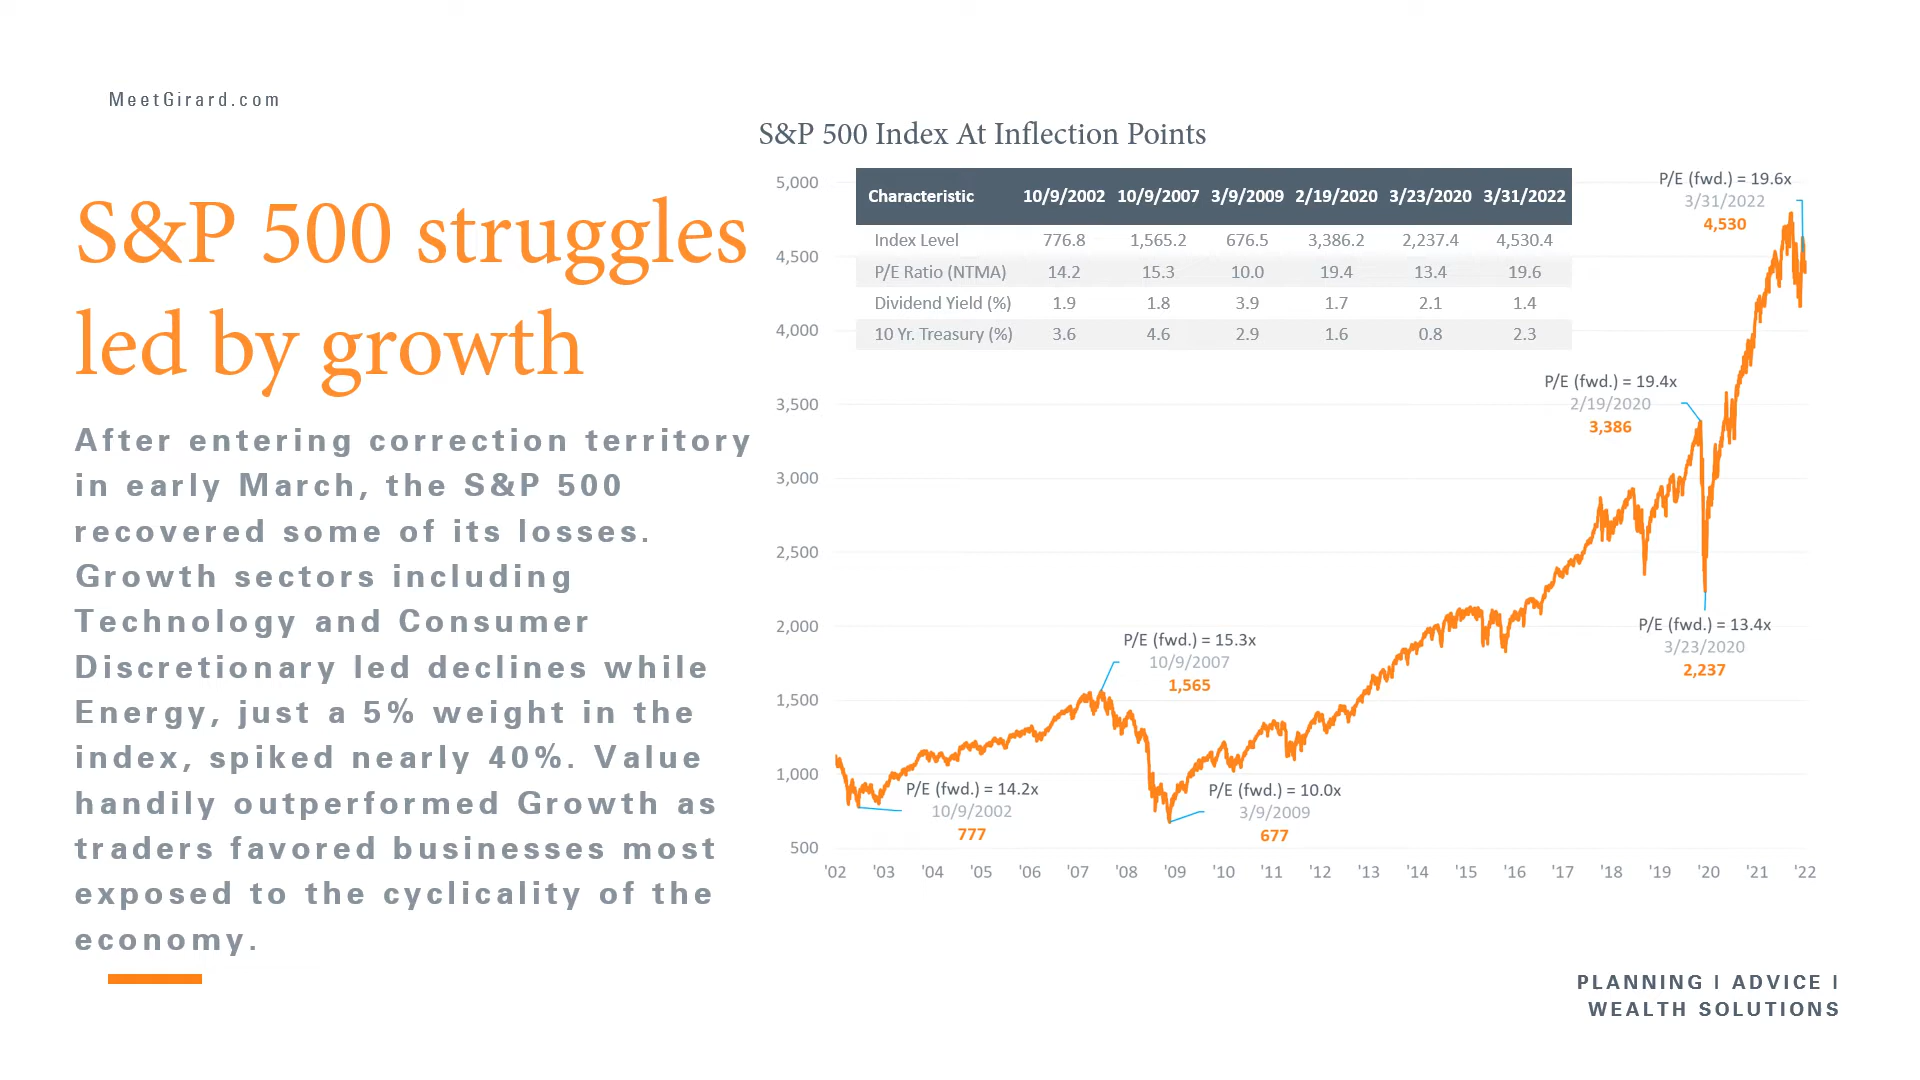 MeetGirard.com
S&P 500 struggles
led by growth
After entering correction territory
in early March, the S&P 500
recovered some of its losses.
Growth sectors including
Technology and Consumer
Discretionary led declines while
Energy, just a 5% weight in the
index, spiked nearly 40%. Value
handily outperformed Growth as
traders favored businesses most
exposed to the cyclicality of the
economy.
S&P 500 Index At Inflection Points
Characteristic 10/9/2002 10/9/2007 3/9/2009 2/19/2020 3/23/2020 3/31/2022
Index Level 776.8 1,565.2 676.5 3,386.2 2,237.4 4,530.4
P/E Ratio (NTMA) 14.2 15.3 10.0 19.4 13.4 19.6
Dividend Yield (%) 1.9 1.8 3.9 1.7 2.1 1.4
10 Yr. Treasury (%) 3.6 4.6 2.9 1.6 0.8 2.3
5,000
4,500
4,000
3,500
3,000
2,500
2,000
1,500
1,000
500
P/E (fwd.) = 19.6x
3/31/2022
4,530
P/E (fwd.) = 19.4x
2/19/2020
3,386
P/E (fwd.) = 13.4x
3/23/2020
2,237
P/E (fwd.) = 15.3x
10/9/2007
1,565
P/E (fwd.) = 14.2x
10/9/2002
777
P/E (fwd.) = 10.0x
3/9/2009
677
'02 '03 '04 '05 '06 '07 '08 '09 '10 '11 '12 '13 '14 '15 '16 '17 '18 '19 '20 '21 '22
PLANNING | ADVICE |
WEALTH SOLUTIONS